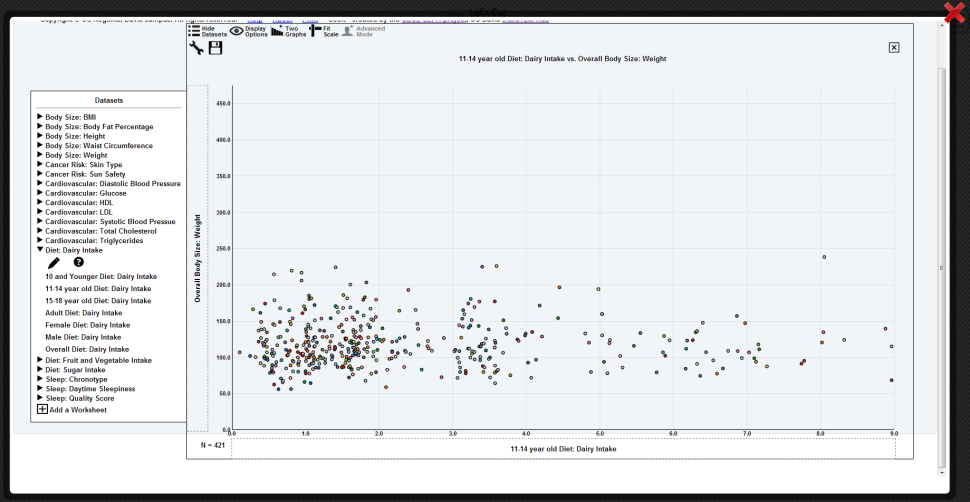 Hide Datasets
Display Options
Two Graphs
Fit Scale
Advanced Mode
11-14 year old Diet: Dairy Intake vs. Overall Body Size: Weight
Datasets
Body Size: BMI
Body Size: Body Fat Percentage
Body Size: Height
Body Size: Waist Circumference
Body Size: Weight
Cancer Risk: Skin Type
Cancer Risk: Sun Safety
Cardiovascular: Diastolic Blood Pressure
Cardiovascular: Glucose
Cardiovascular: HDL
Cardiovascular: LDL
Cardiovascular: Systolic Blood Pressue
Cardiovascular: Total Cholesterol
Cardiovascular: Triglycerides
Diet: Dairy Intake
10 and Younger Diet: Dairy Intake
11-14 year old Diet: Dairy Intake
15-18 year old Diet: Dairy Intake
Adult Diet: Dairy Intake
Female Diet: Dairy Intake
Male Diet: Dairy Intake
Overall Diet: Dairy Intake
Diet: Fruit and Vegetable Intake
Diet: Sugar Intake
Sleep: Chronotype
Sleep: Daytime Sleepiness
Sleep: Quality Score
Add a Worksheet
Overall Body Size: Weight
450.0
400.0
350.0
300.0
250.0
200.0
150.0
100.0
50.0
0.0
0.0 1.0 2.0 3.0 4.0 5.0 6.0 7.0 8.0 9.0
N = 421
11-14 year old Diet: Dairy Intake